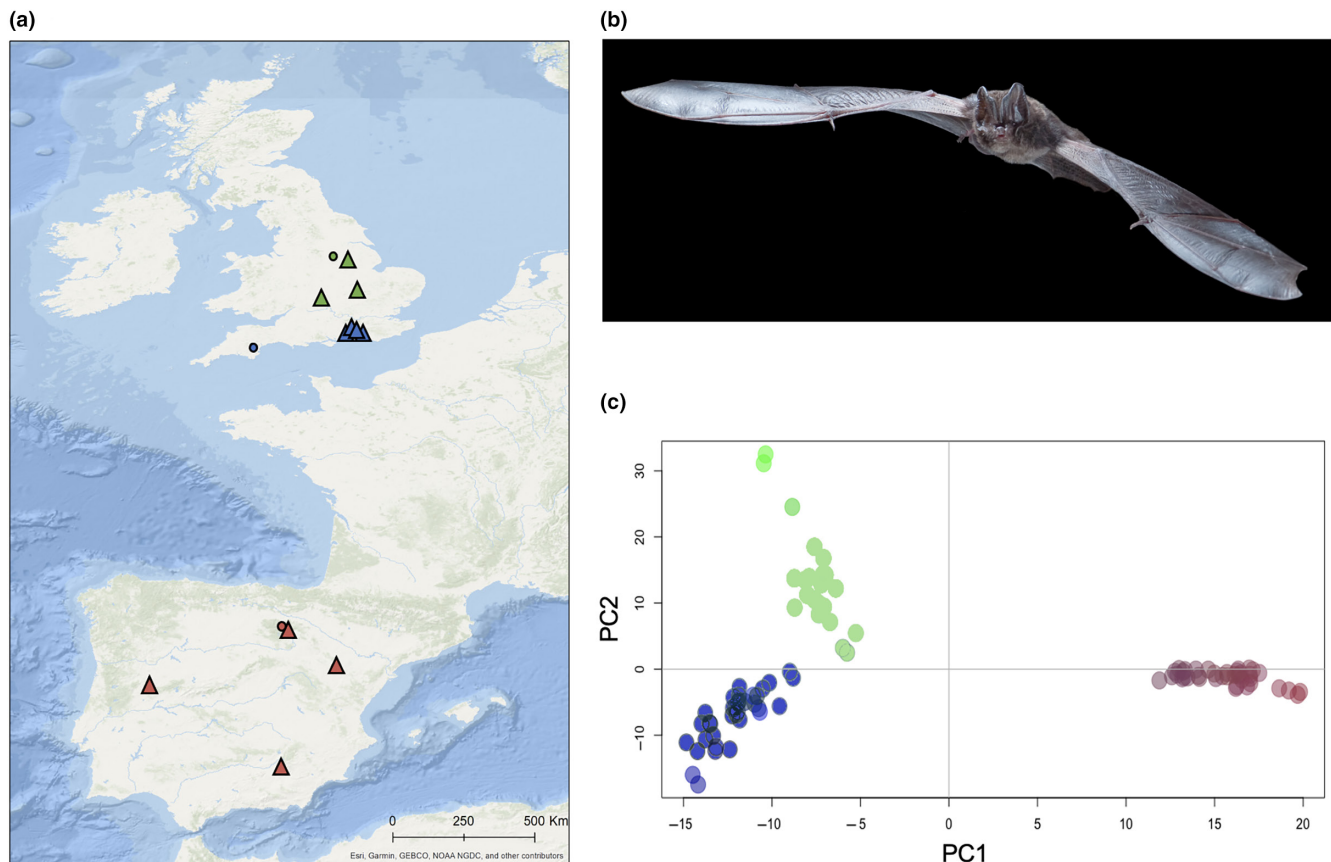 (a)
0 250 500 Km
Esri, Garmin, GEBCO, NOAA NGDC, and other contributors
(b)
(c)
PC2
30
20
10
0
−10
−15 −10 −5 0 5 10 15 20
PC1